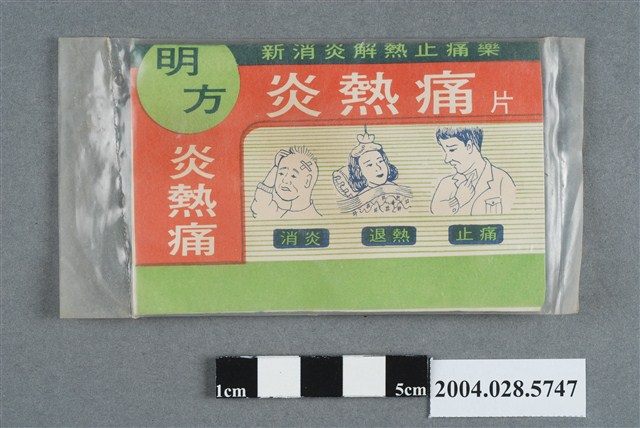 明方
新消炎解熱止痛藥
炎熱痛片
炎熱痛
消炎
退熱
止痛
1cm
5cm
2004.028.5747